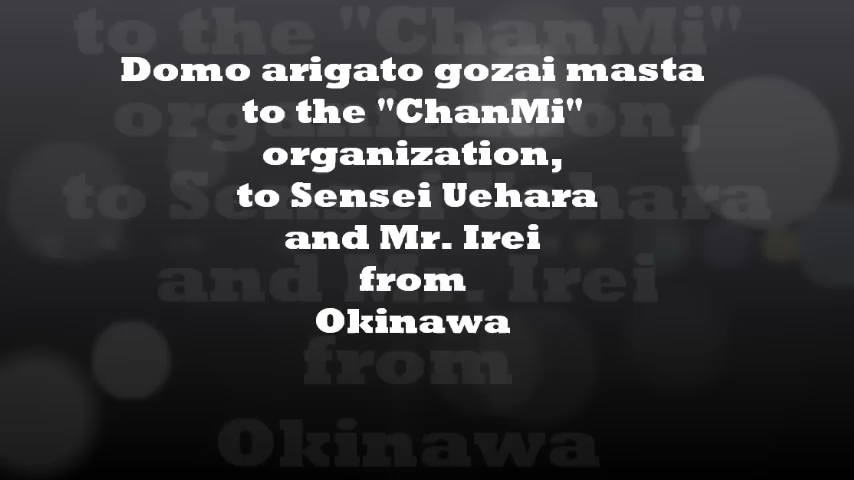 Domo arigato gozai masta
to the "ChanMi"
organization,
to Sensei Uehara
and Mr. Irei
from
Okinawa